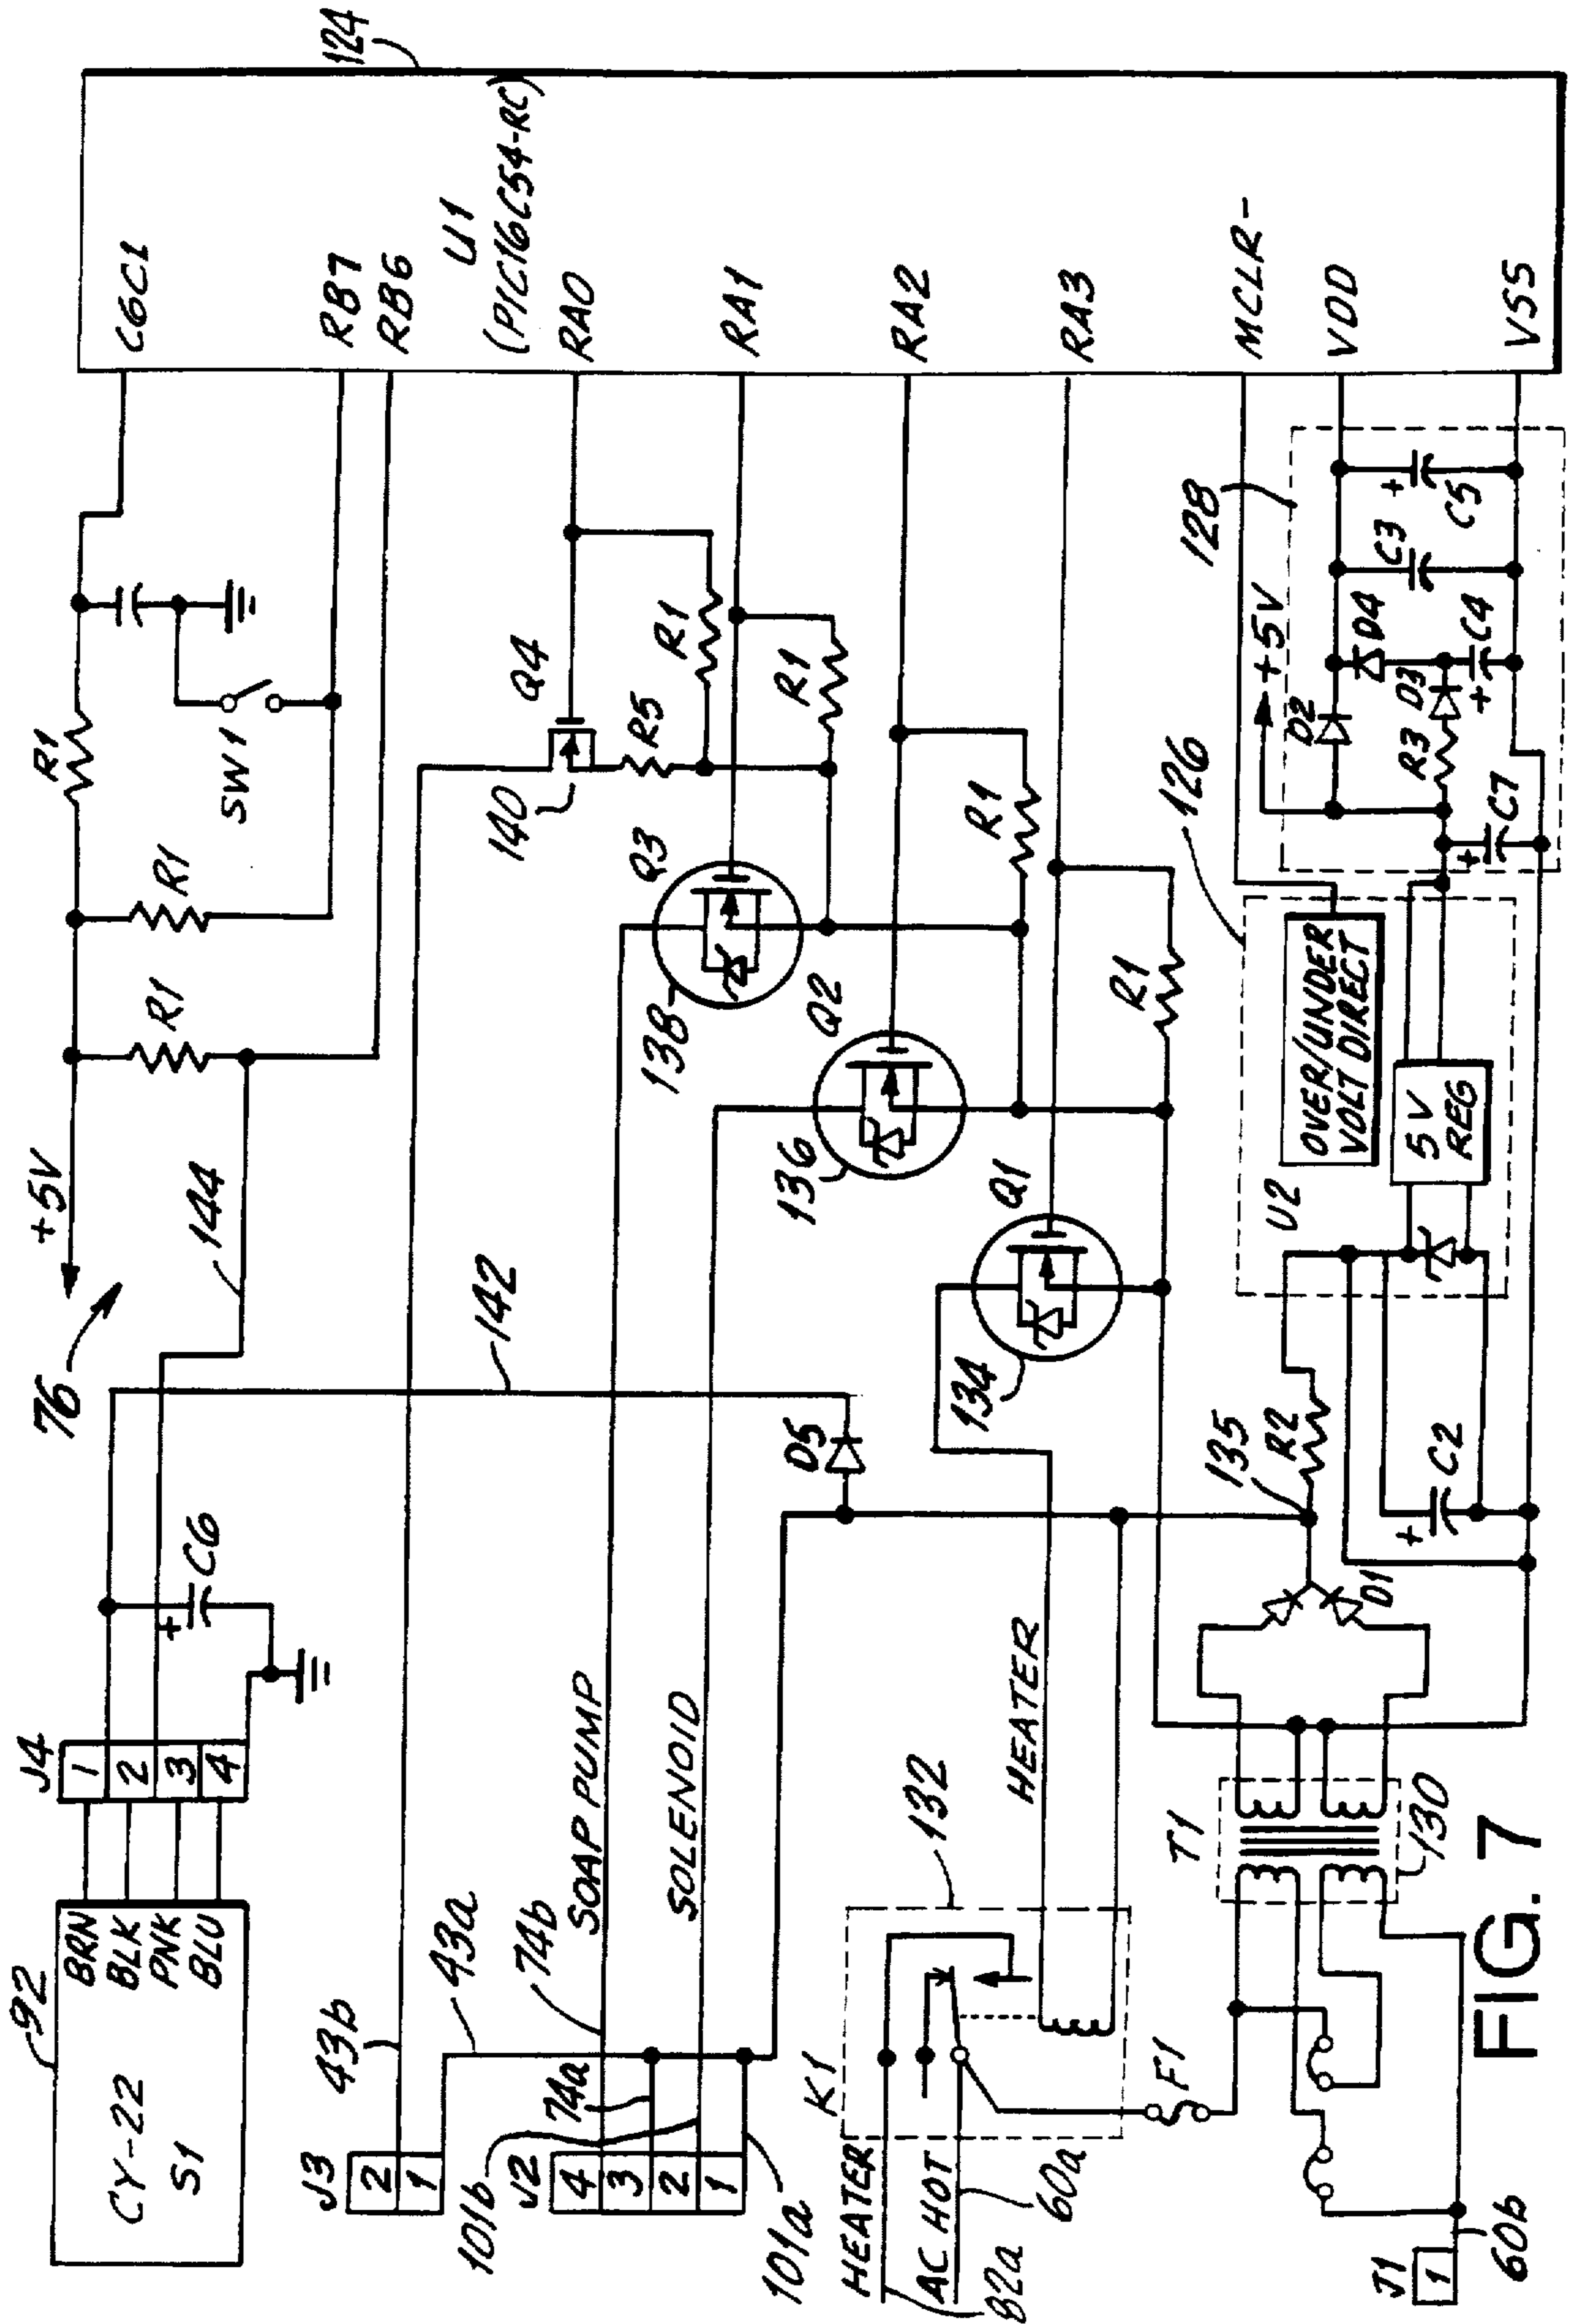 92
CY-22
S1
BRN
BLK
PNK
BLU
J4
1
2
3
4
C6
+
76
144
+5V
R1
R1
R1
SW1
C6C1
RB7
RB6
U1
(PIC16C54-RC)
124
RA0
RA1
RA2
RA3
MCLR-
VDD
VSS
J3
2
1
43b
43a
J2
4
3
2
1
101b
74a
101a
74b
SOAP PUMP
SOLENOID
142
D5
Q4
140
R5
R1
Q3
138
R1
Q2
136
R1
Q1
134
R1
HEATER
AC HOT
82a
60a
K1
132
HEATER
F1
J1
1
60b
T1
130
D1
135
R2
C2
+
U2
126
OVER/UNDER
VOLT DIRECT
5V
REG
128
+5V
D2
D4
R3
D3
C7
+
C4
+
C3
C5
+
FIG. 7